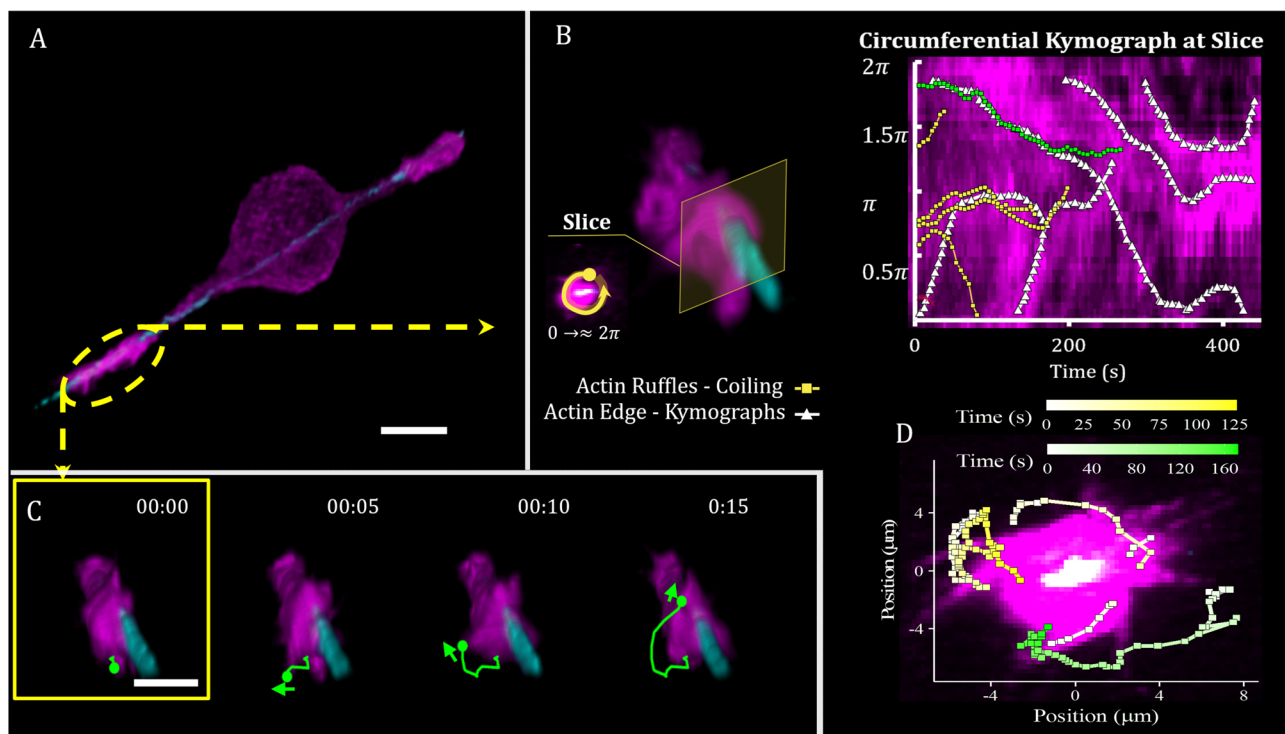 A
B
Circumferential Kymograph at Slice
2π
1.5π
π
0.5π
0
200
400
Time (s)
Slice
0 →≈ 2π
Actin Ruffles - Coiling
Actin Edge - Kymographs
C
00:00
00:05
00:10
0:15
D
Time (s)
0 25 50 75 100 125
Time (s)
0 40 80 120 160
Position (μm)
4
0
-4
-4 0 4 8
Position (μm)